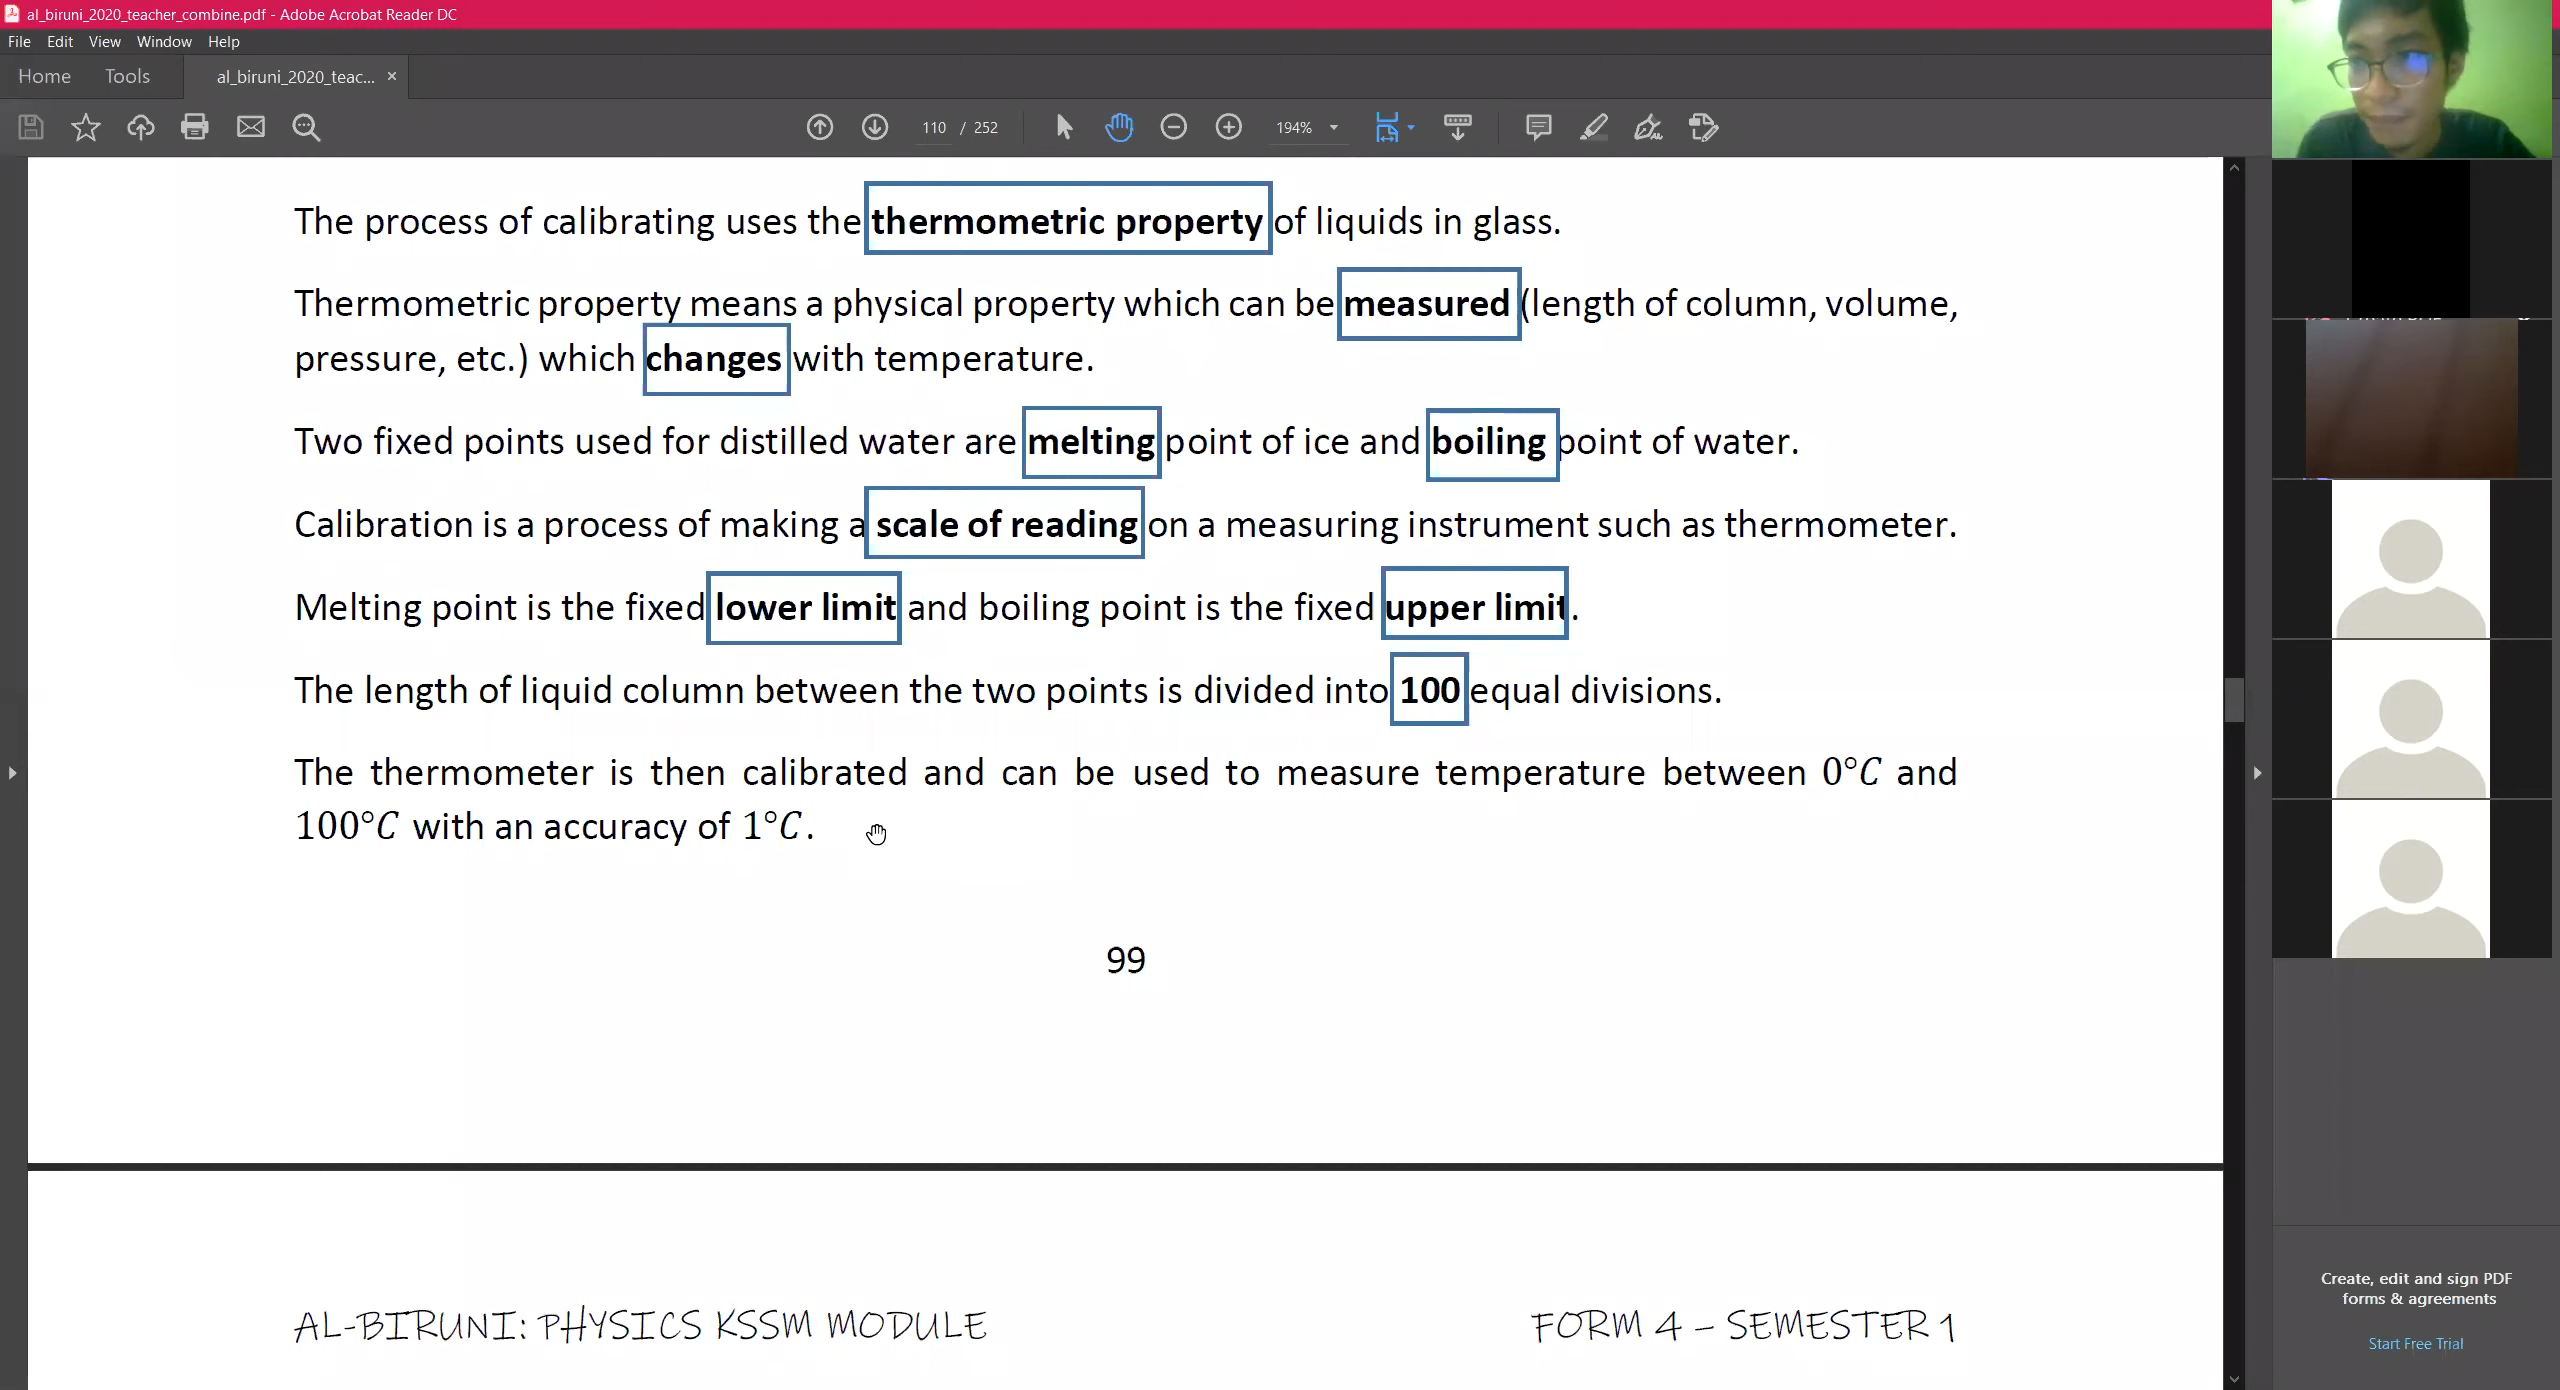 al_biruni_2020_teacher_combine.pdf - Adobe Acrobat Reader DC
File Edit View Window Help
Home Tools al_biruni_2020_teac... ×
110 / 252 194%
The process of calibrating uses the thermometric property of liquids in glass.
Thermometric property means a physical property which can be measured (length of column, volume,
pressure, etc.) which changes with temperature.
Two fixed points used for distilled water are melting point of ice and boiling point of water.
Calibration is a process of making a scale of reading on a measuring instrument such as thermometer.
Melting point is the fixed lower limit and boiling point is the fixed upper limit.
The length of liquid column between the two points is divided into 100 equal divisions.
The thermometer is then calibrated and can be used to measure temperature between 0°C and
100°C with an accuracy of 1°C.
99
AL-BIRUNI: PHYSICS KSSM MODULE FORM 4 – SEMESTER 1
Create, edit and sign PDF
forms & agreements
Start Free Trial